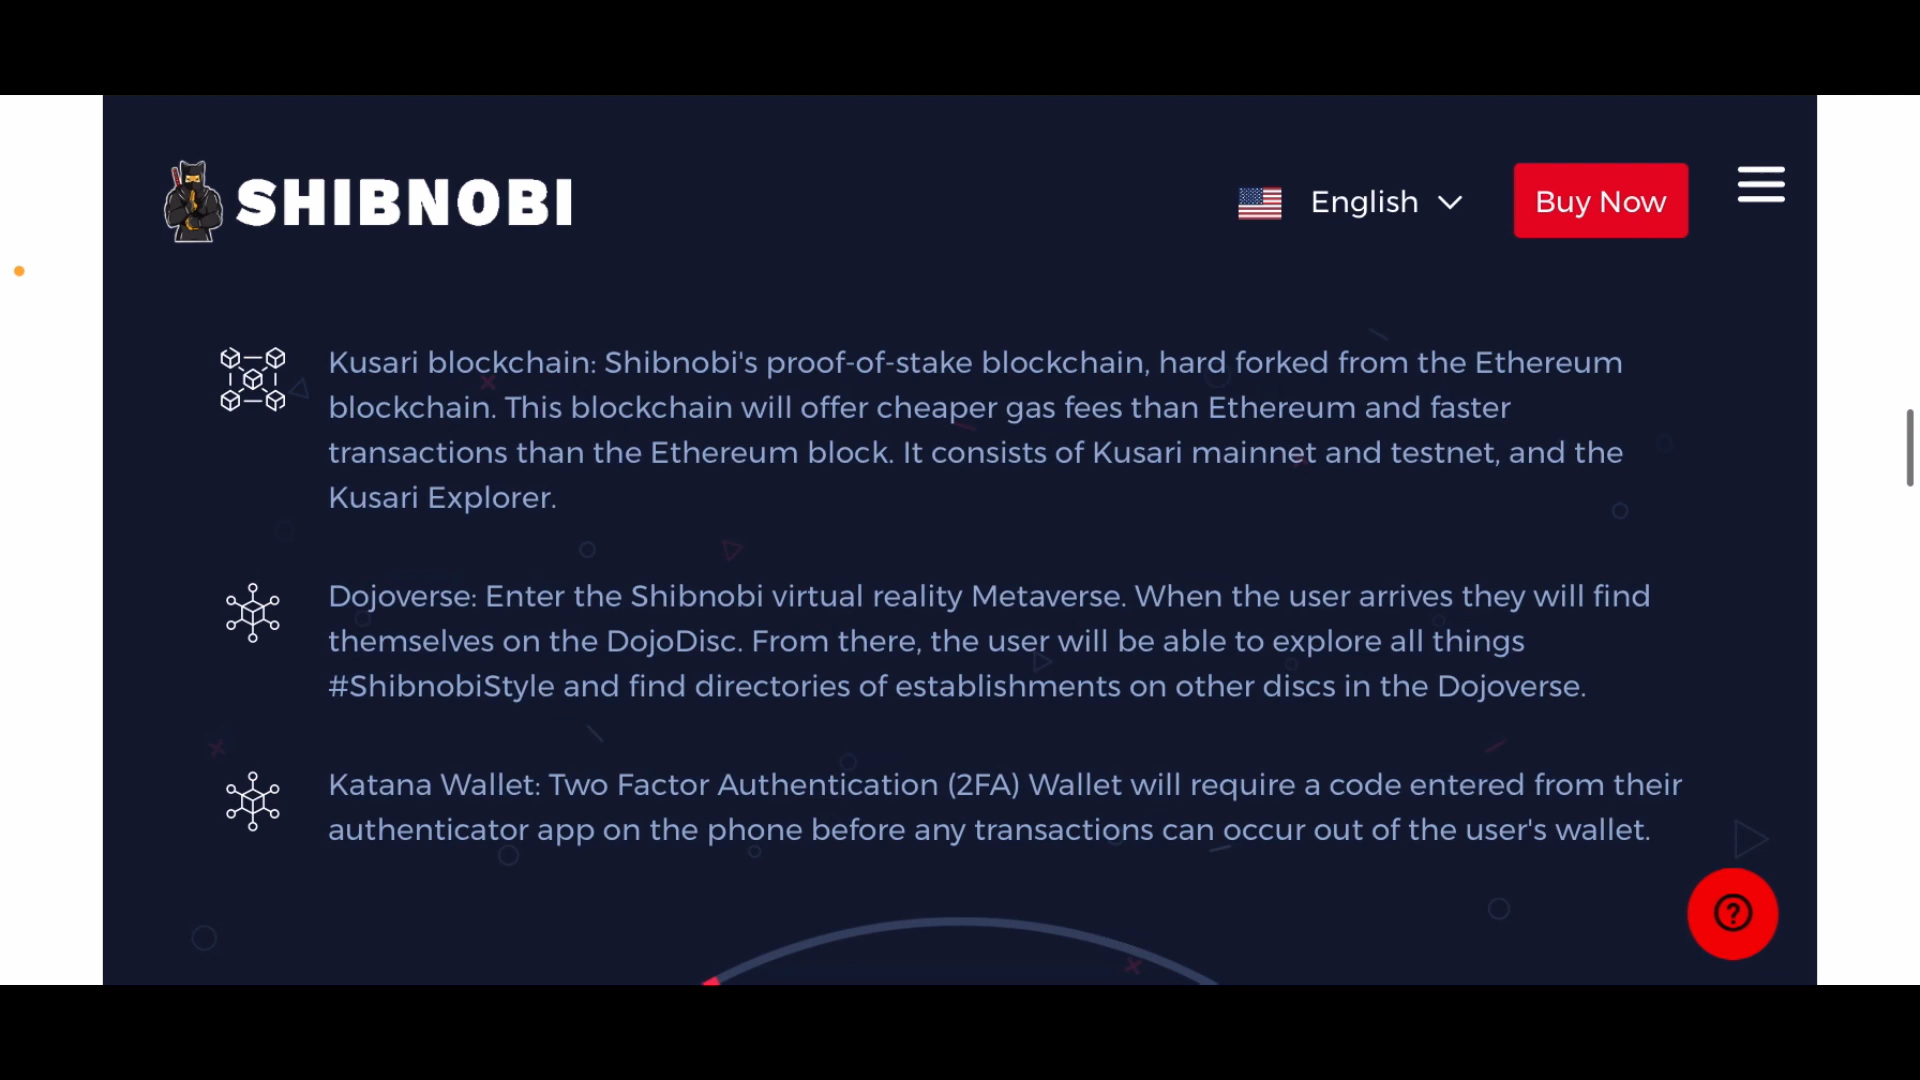 SHIBNOBI
English
Buy Now
Kusari blockchain: Shibnobi's proof-of-stake blockchain, hard forked from the Ethereum
blockchain. This blockchain will offer cheaper gas fees than Ethereum and faster
transactions than the Ethereum block. It consists of Kusari mainnet and testnet, and the
Kusari Explorer.
Dojoverse: Enter the Shibnobi virtual reality Metaverse. When the user arrives they will find
themselves on the DojoDisc. From there, the user will be able to explore all things
#ShibnobiStyle and find directories of establishments on other discs in the Dojoverse.
Katana Wallet: Two Factor Authentication (2FA) Wallet will require a code entered from their
authenticator app on the phone before any transactions can occur out of the user's wallet.
?